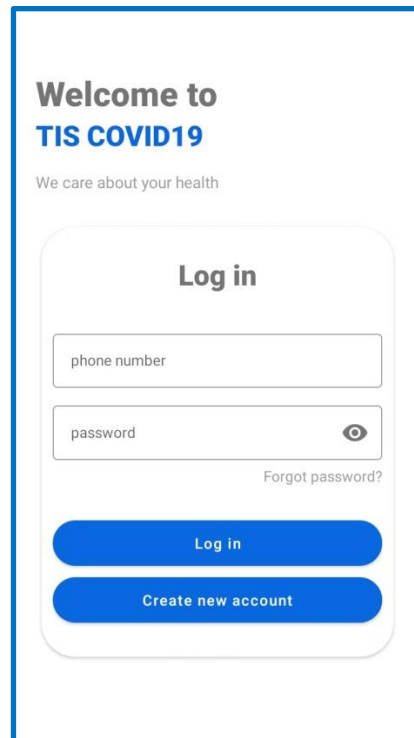 Welcome to
TIS COVID19
We care about your health
Log in
phone number
password
Forgot password?
Log in
Create new account